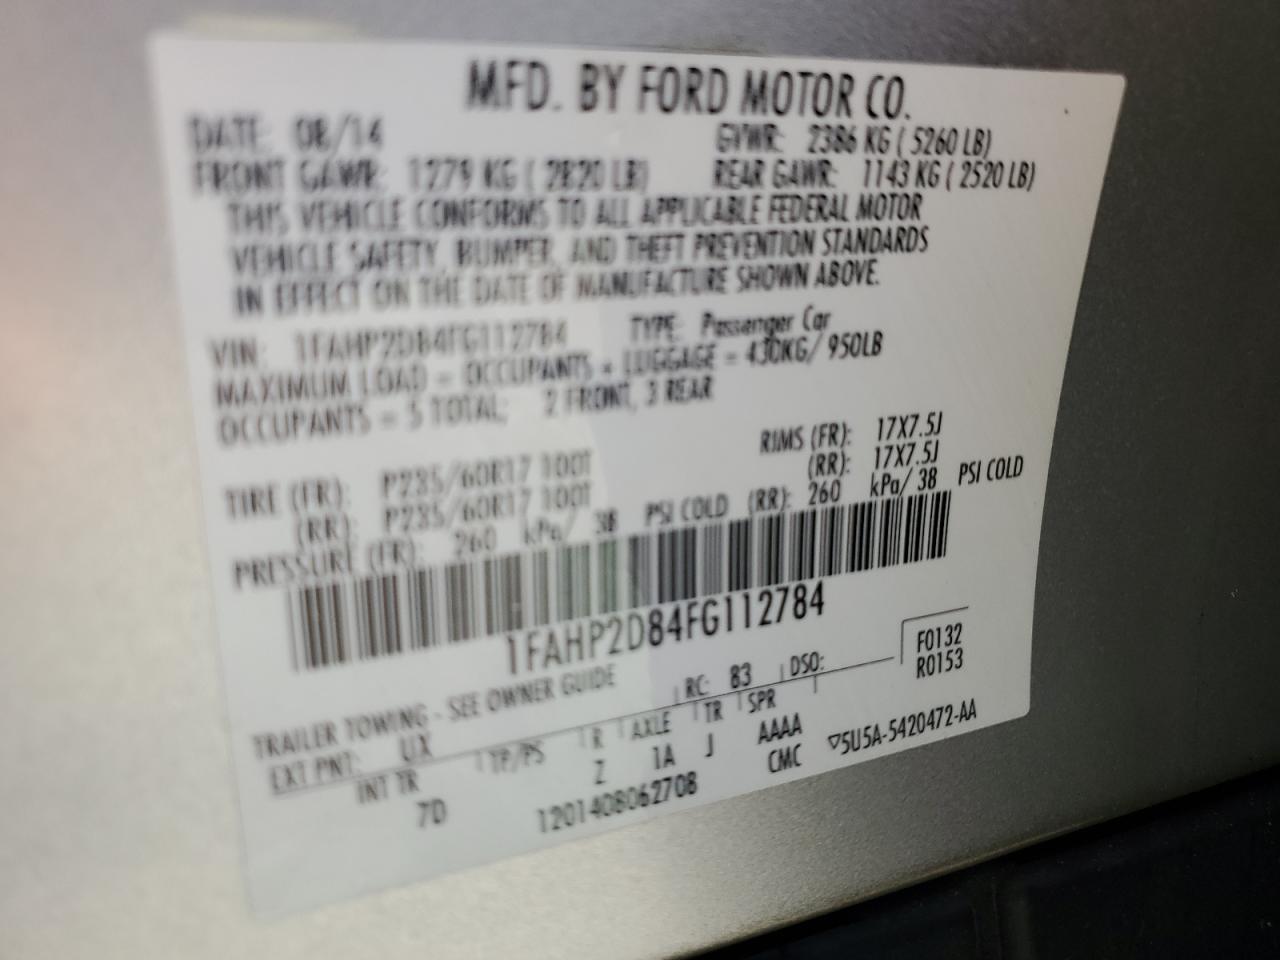 MFD. BY FORD MOTOR CO.
DATE: 08/14 GVWR: 2386 KG ( 5260 LB)
FRONT GAWR: 1279 KG ( 2820 LB) REAR GAWR: 1143 KG ( 2520 LB)
THIS VEHICLE CONFORMS TO ALL APPLICABLE FEDERAL MOTOR
VEHICLE SAFETY, BUMPER, AND THEFT PREVENTION STANDARDS
IN EFFECT ON THE DATE OF MANUFACTURE SHOWN ABOVE.
VIN: 1FAHP2D84FG112784 TYPE: Passenger Car
MAXIMUM LOAD = OCCUPANTS + LUGGAGE = 430KG/ 950LB
OCCUPANTS = 5 TOTAL; 2 FRONT, 3 REAR
RIMS (FR): 17X7.5J
TIRE (FR): P235/60R17 100T (RR): 17X7.5J
(RR): P235/60R17 100T
PRESSURE (FR): 260 kPa/ 38 PSI COLD (RR): 260 kPa/ 38 PSI COLD
1FAHP2D84FG112784
F0132
R0153
TRAILER TOWING - SEE OWNER GUIDE RC: 83 DSO:
EXT PNT: UX
INT TR TP/PS R AXLE TR SPR
7D Z 1A J AAAA
1201408062708 CMC ▽5U5A-5420472-AA